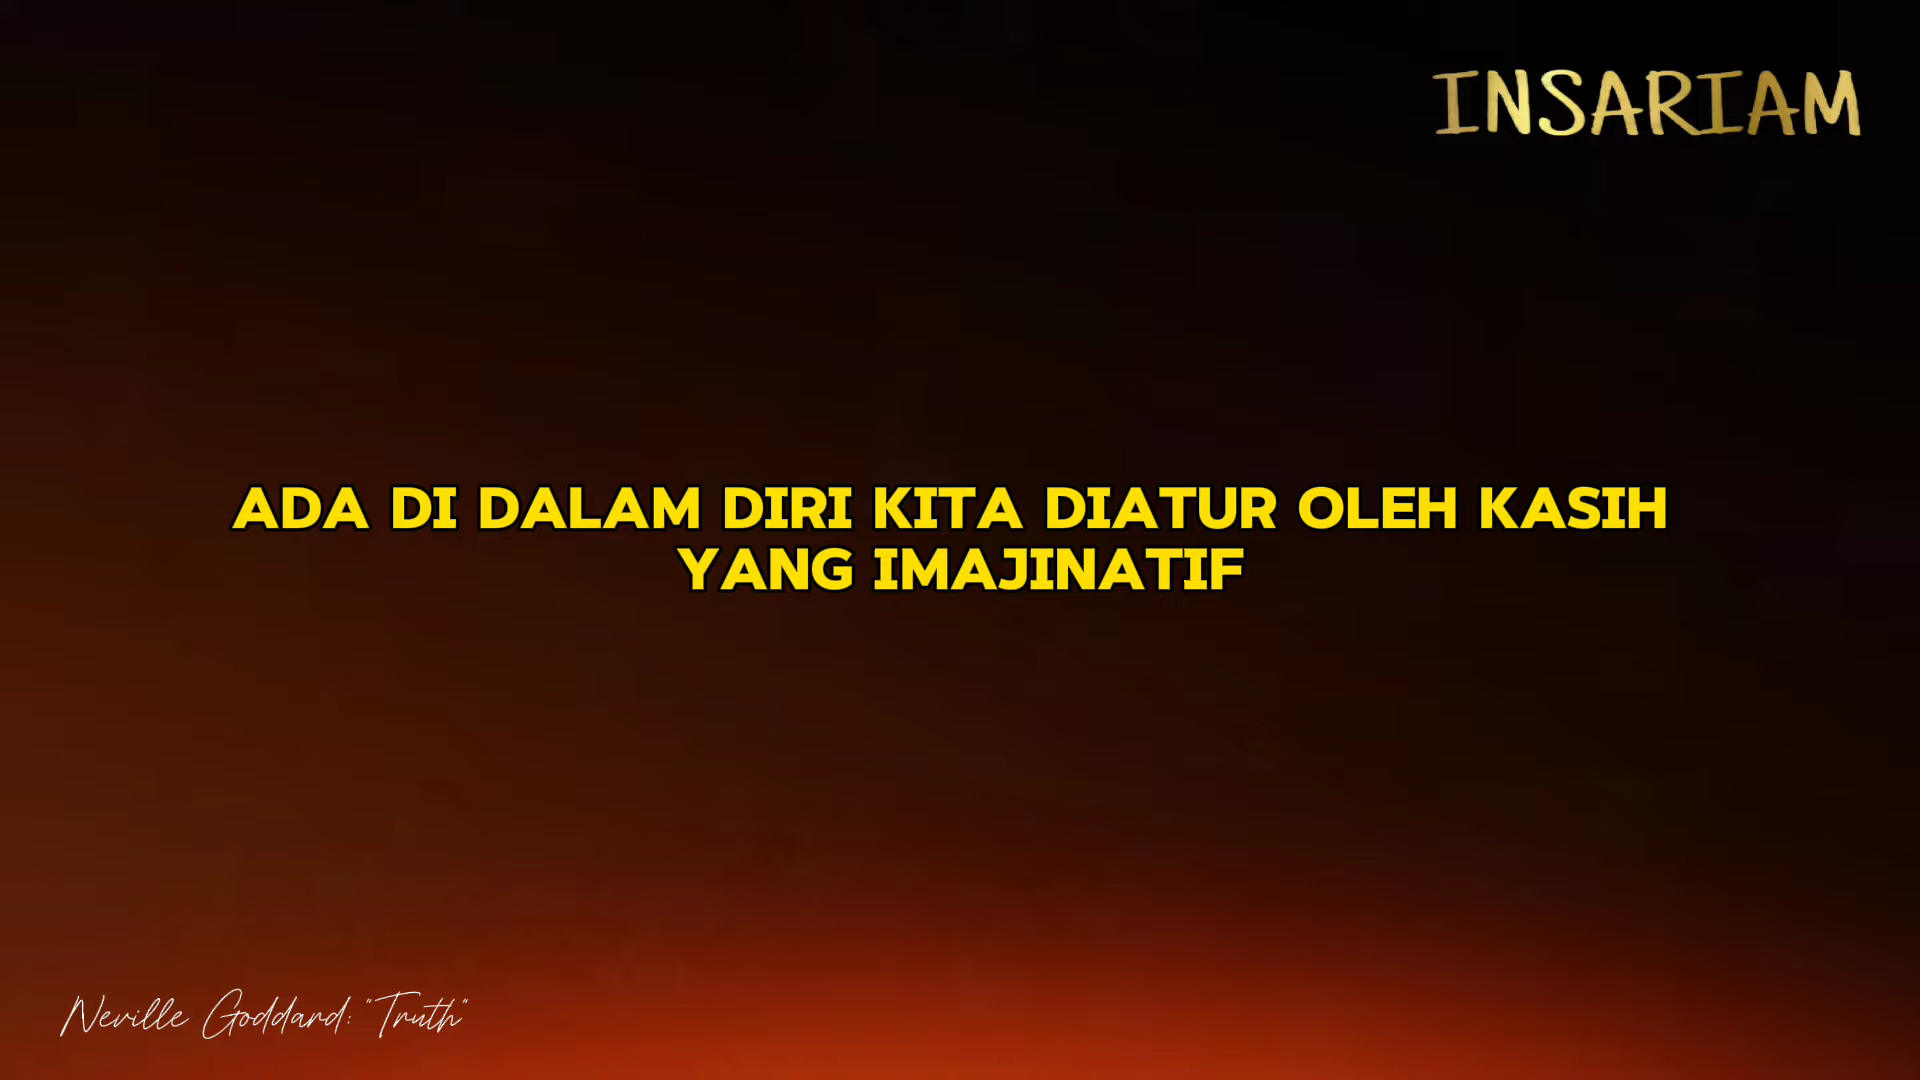 INSARIAM
ADA DI DALAM DIRI KITA DIATUR OLEH KASIH
YANG IMAJINATIF
Neville Goddard: "Truth"